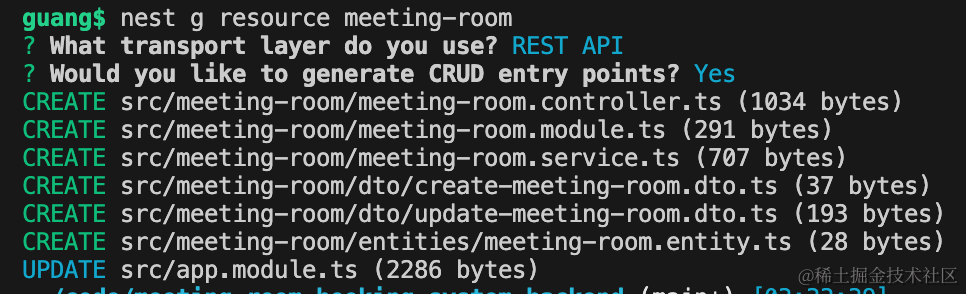 guang$ nest g resource meeting-room
? What transport layer do you use? REST API
? Would you like to generate CRUD entry points? Yes
CREATE src/meeting-room/meeting-room.controller.ts (1034 bytes)
CREATE src/meeting-room/meeting-room.module.ts (291 bytes)
CREATE src/meeting-room/meeting-room.service.ts (707 bytes)
CREATE src/meeting-room/dto/create-meeting-room.dto.ts (37 bytes)
CREATE src/meeting-room/dto/update-meeting-room.dto.ts (193 bytes)
CREATE src/meeting-room/entities/meeting-room.entity.ts (28 bytes)
UPDATE src/app.module.ts (2286 bytes)
@稀土掘金技术社区